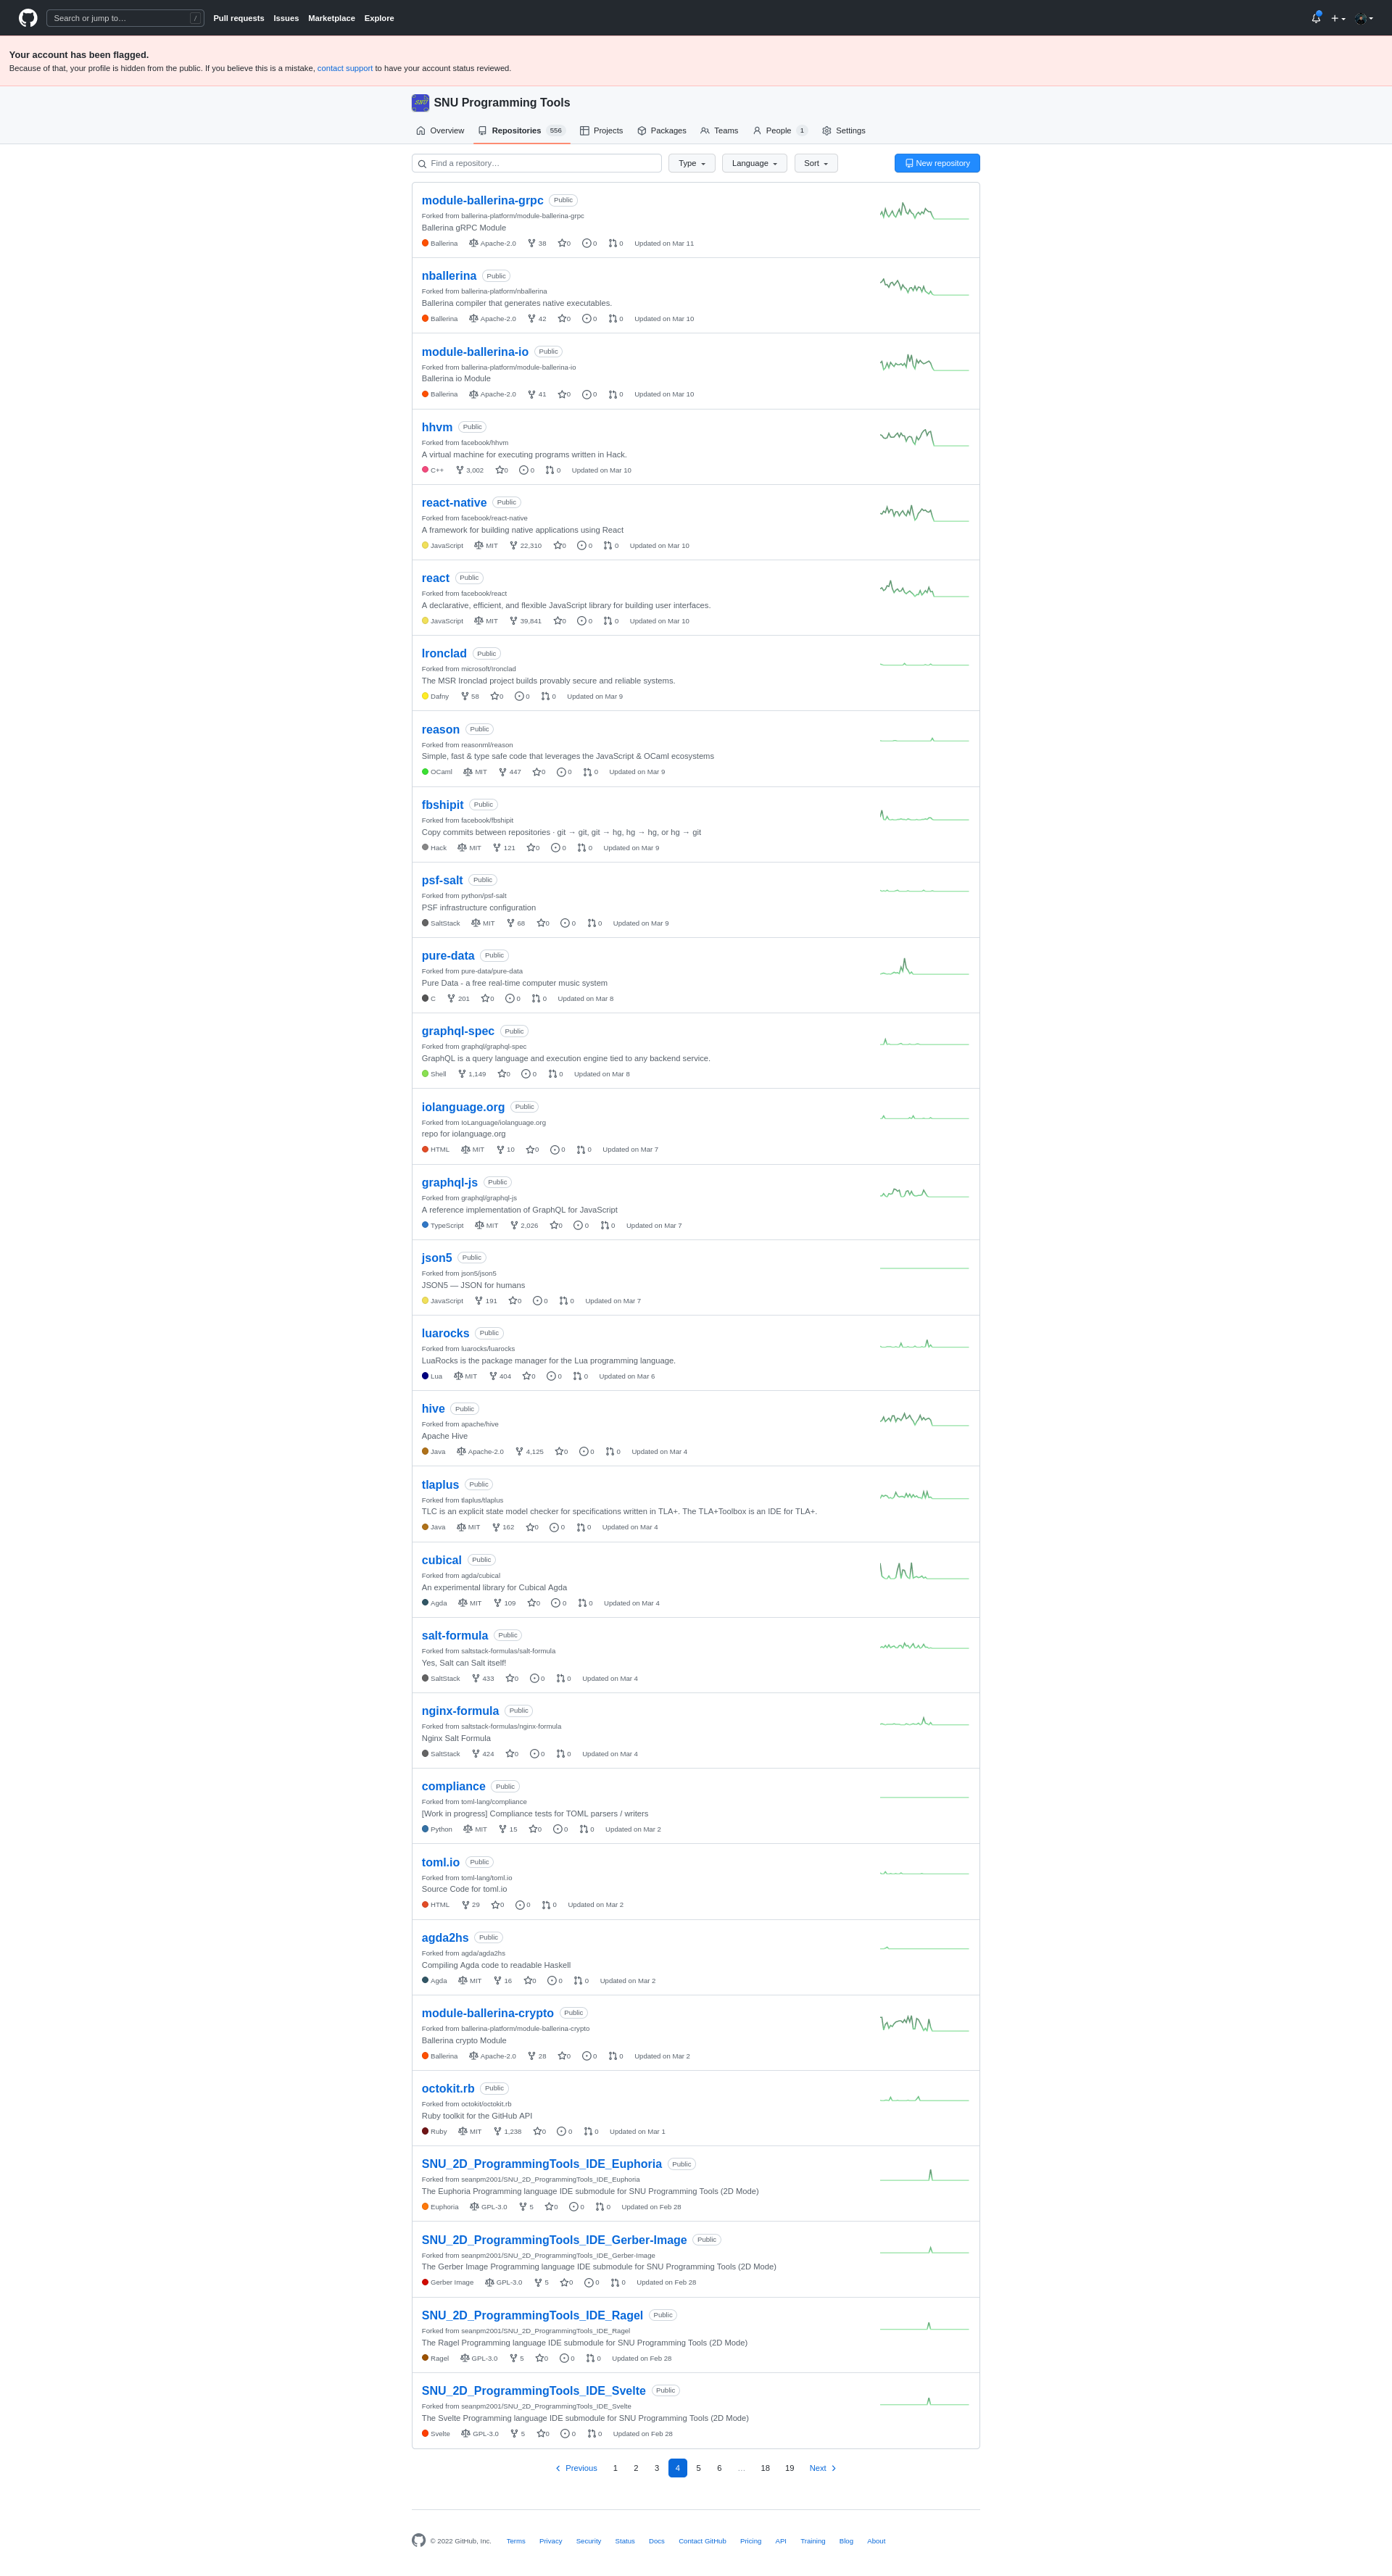 Search or jump to… / Pull requests Issues Marketplace Explore
Your account has been flagged.
Because of that, your profile is hidden from the public. If you believe this is a mistake, contact support to have your account status reviewed.
SNU Programming Tools
Overview Repositories 556 Projects Packages Teams People 1 Settings
Find a repository… Type Language Sort New repository
module-ballerina-grpc Public
Forked from ballerina-platform/module-ballerina-grpc
Ballerina gRPC Module
Ballerina Apache-2.0 38 0 0 0 Updated on Mar 11
nballerina Public
Forked from ballerina-platform/nballerina
Ballerina compiler that generates native executables.
Ballerina Apache-2.0 42 0 0 0 Updated on Mar 10
module-ballerina-io Public
Forked from ballerina-platform/module-ballerina-io
Ballerina io Module
Ballerina Apache-2.0 41 0 0 0 Updated on Mar 10
hhvm Public
Forked from facebook/hhvm
A virtual machine for executing programs written in Hack.
C++ 3,002 0 0 0 Updated on Mar 10
react-native Public
Forked from facebook/react-native
A framework for building native applications using React
JavaScript MIT 22,310 0 0 0 Updated on Mar 10
react Public
Forked from facebook/react
A declarative, efficient, and flexible JavaScript library for building user interfaces.
JavaScript MIT 39,841 0 0 0 Updated on Mar 10
Ironclad Public
Forked from microsoft/Ironclad
The MSR Ironclad project builds provably secure and reliable systems.
Dafny 58 0 0 0 Updated on Mar 9
reason Public
Forked from reasonml/reason
Simple, fast & type safe code that leverages the JavaScript & OCaml ecosystems
OCaml MIT 447 0 0 0 Updated on Mar 9
fbshipit Public
Forked from facebook/fbshipit
Copy commits between repositories · git → git, git → hg, hg → hg, or hg → git
Hack MIT 121 0 0 0 Updated on Mar 9
psf-salt Public
Forked from python/psf-salt
PSF infrastructure configuration
SaltStack MIT 68 0 0 0 Updated on Mar 9
pure-data Public
Forked from pure-data/pure-data
Pure Data - a free real-time computer music system
C 201 0 0 0 Updated on Mar 8
graphql-spec Public
Forked from graphql/graphql-spec
GraphQL is a query language and execution engine tied to any backend service.
Shell 1,149 0 0 0 Updated on Mar 8
iolanguage.org Public
Forked from IoLanguage/iolanguage.org
repo for iolanguage.org
HTML MIT 10 0 0 0 Updated on Mar 7
graphql-js Public
Forked from graphql/graphql-js
A reference implementation of GraphQL for JavaScript
TypeScript MIT 2,026 0 0 0 Updated on Mar 7
json5 Public
Forked from json5/json5
JSON5 — JSON for humans
JavaScript 191 0 0 0 Updated on Mar 7
luarocks Public
Forked from luarocks/luarocks
LuaRocks is the package manager for the Lua programming language.
Lua MIT 404 0 0 0 Updated on Mar 6
hive Public
Forked from apache/hive
Apache Hive
Java Apache-2.0 4,125 0 0 0 Updated on Mar 4
tlaplus Public
Forked from tlaplus/tlaplus
TLC is an explicit state model checker for specifications written in TLA+. The TLA+Toolbox is an IDE for TLA+.
Java MIT 162 0 0 0 Updated on Mar 4
cubical Public
Forked from agda/cubical
An experimental library for Cubical Agda
Agda MIT 109 0 0 0 Updated on Mar 4
salt-formula Public
Forked from saltstack-formulas/salt-formula
Yes, Salt can Salt itself!
SaltStack 433 0 0 0 Updated on Mar 4
nginx-formula Public
Forked from saltstack-formulas/nginx-formula
Nginx Salt Formula
SaltStack 424 0 0 0 Updated on Mar 4
compliance Public
Forked from toml-lang/compliance
[Work in progress] Compliance tests for TOML parsers / writers
Python MIT 15 0 0 0 Updated on Mar 2
toml.io Public
Forked from toml-lang/toml.io
Source Code for toml.io
HTML 29 0 0 0 Updated on Mar 2
agda2hs Public
Forked from agda/agda2hs
Compiling Agda code to readable Haskell
Agda MIT 16 0 0 0 Updated on Mar 2
module-ballerina-crypto Public
Forked from ballerina-platform/module-ballerina-crypto
Ballerina crypto Module
Ballerina Apache-2.0 28 0 0 0 Updated on Mar 2
octokit.rb Public
Forked from octokit/octokit.rb
Ruby toolkit for the GitHub API
Ruby MIT 1,238 0 0 0 Updated on Mar 1
SNU_2D_ProgrammingTools_IDE_Euphoria Public
Forked from seanpm2001/SNU_2D_ProgrammingTools_IDE_Euphoria
The Euphoria Programming language IDE submodule for SNU Programming Tools (2D Mode)
Euphoria GPL-3.0 5 0 0 0 Updated on Feb 28
SNU_2D_ProgrammingTools_IDE_Gerber-Image Public
Forked from seanpm2001/SNU_2D_ProgrammingTools_IDE_Gerber-Image
The Gerber Image Programming language IDE submodule for SNU Programming Tools (2D Mode)
Gerber Image GPL-3.0 5 0 0 0 Updated on Feb 28
SNU_2D_ProgrammingTools_IDE_Ragel Public
Forked from seanpm2001/SNU_2D_ProgrammingTools_IDE_Ragel
The Ragel Programming language IDE submodule for SNU Programming Tools (2D Mode)
Ragel GPL-3.0 5 0 0 0 Updated on Feb 28
SNU_2D_ProgrammingTools_IDE_Svelte Public
Forked from seanpm2001/SNU_2D_ProgrammingTools_IDE_Svelte
The Svelte Programming language IDE submodule for SNU Programming Tools (2D Mode)
Svelte GPL-3.0 5 0 0 0 Updated on Feb 28
Previous 1 2 3 4 5 6 … 18 19 Next
© 2022 GitHub, Inc. Terms Privacy Security Status Docs Contact GitHub Pricing API Training Blog About